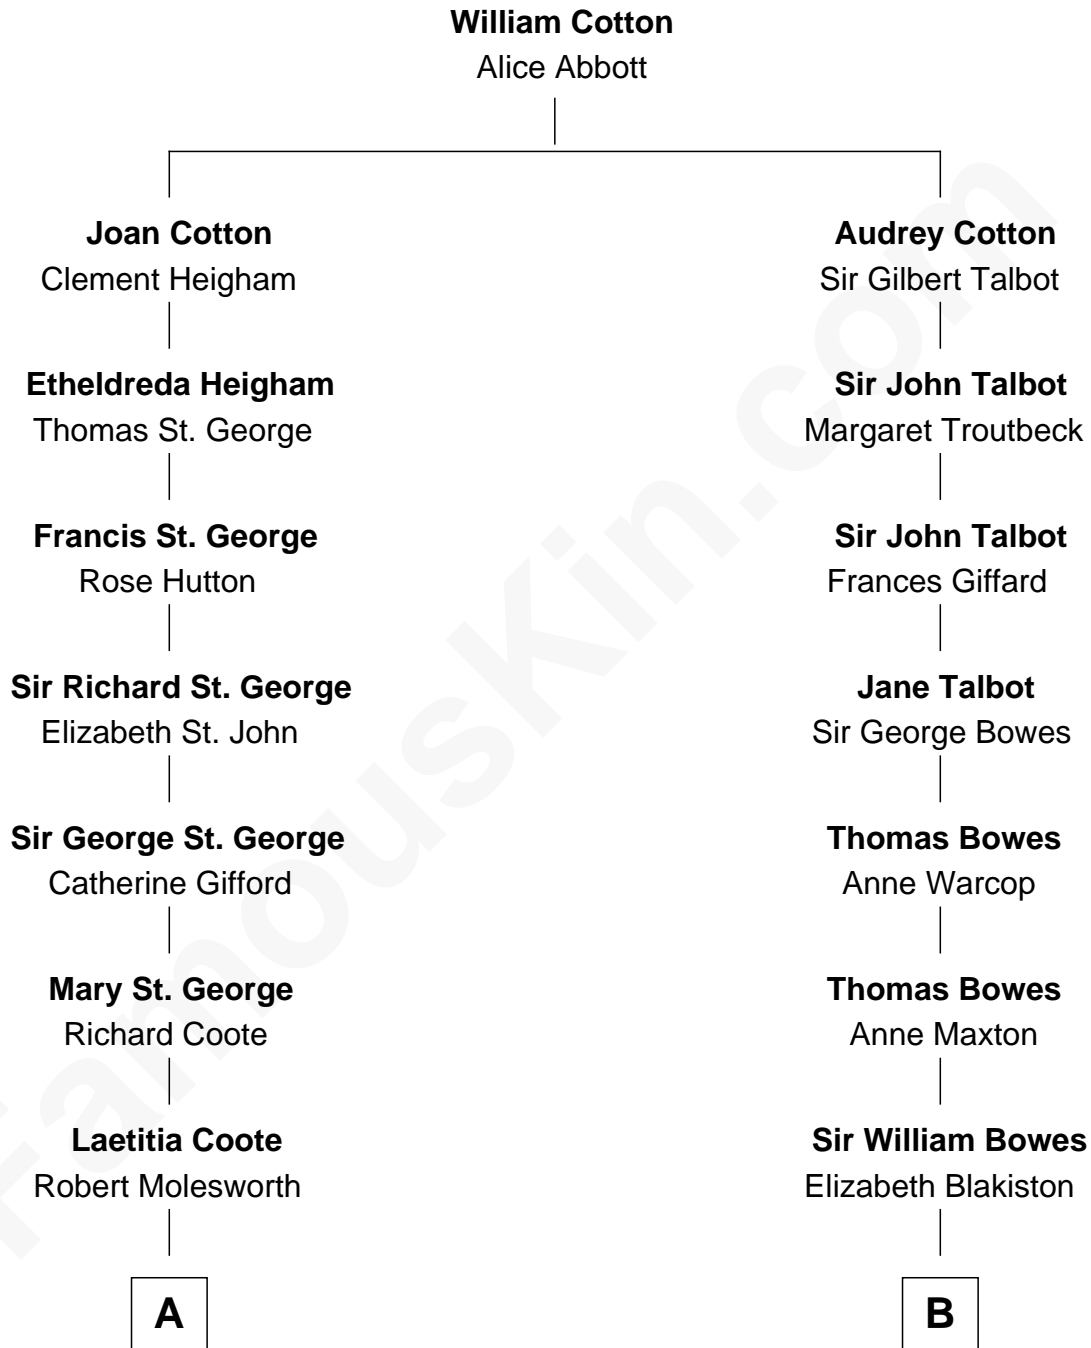 William Cotton
Alice Abbott
Joan Cotton
Clement Heigham
Audrey Cotton
Sir Gilbert Talbot
Etheldreda Heigham
Thomas St. George
Sir John Talbot
Margaret Troutbeck
Francis St. George
Rose Hutton
Sir John Talbot
Frances Giffard
Sir Richard St. George
Elizabeth St. John
Jane Talbot
Sir George Bowes
Sir George St. George
Catherine Gifford
Thomas Bowes
Anne Warcop
Mary St. George
Richard Coote
Thomas Bowes
Anne Maxton
Laetitia Coote
Robert Molesworth
Sir William Bowes
Elizabeth Blakiston
A
B
FamousKin.com